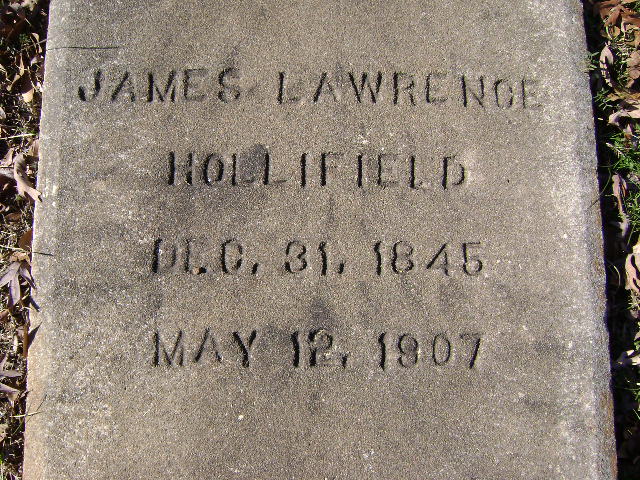 JAMES LAWRENCE
HOLLIFIELD
DEC. 31, 1845
MAY 12, 1907